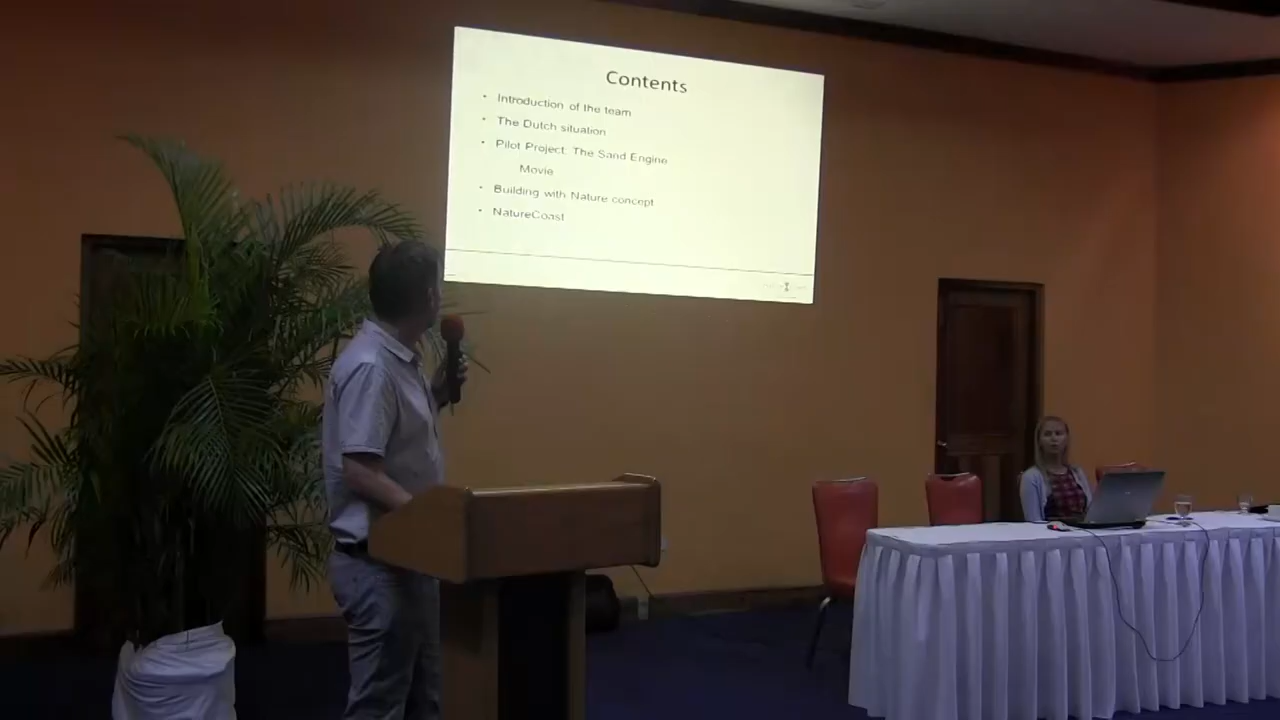 Contents
• Introduction of the team
• The Dutch situation
• Pilot Project: The Sand Engine
Movie
• Building with Nature concept
• NatureCoast